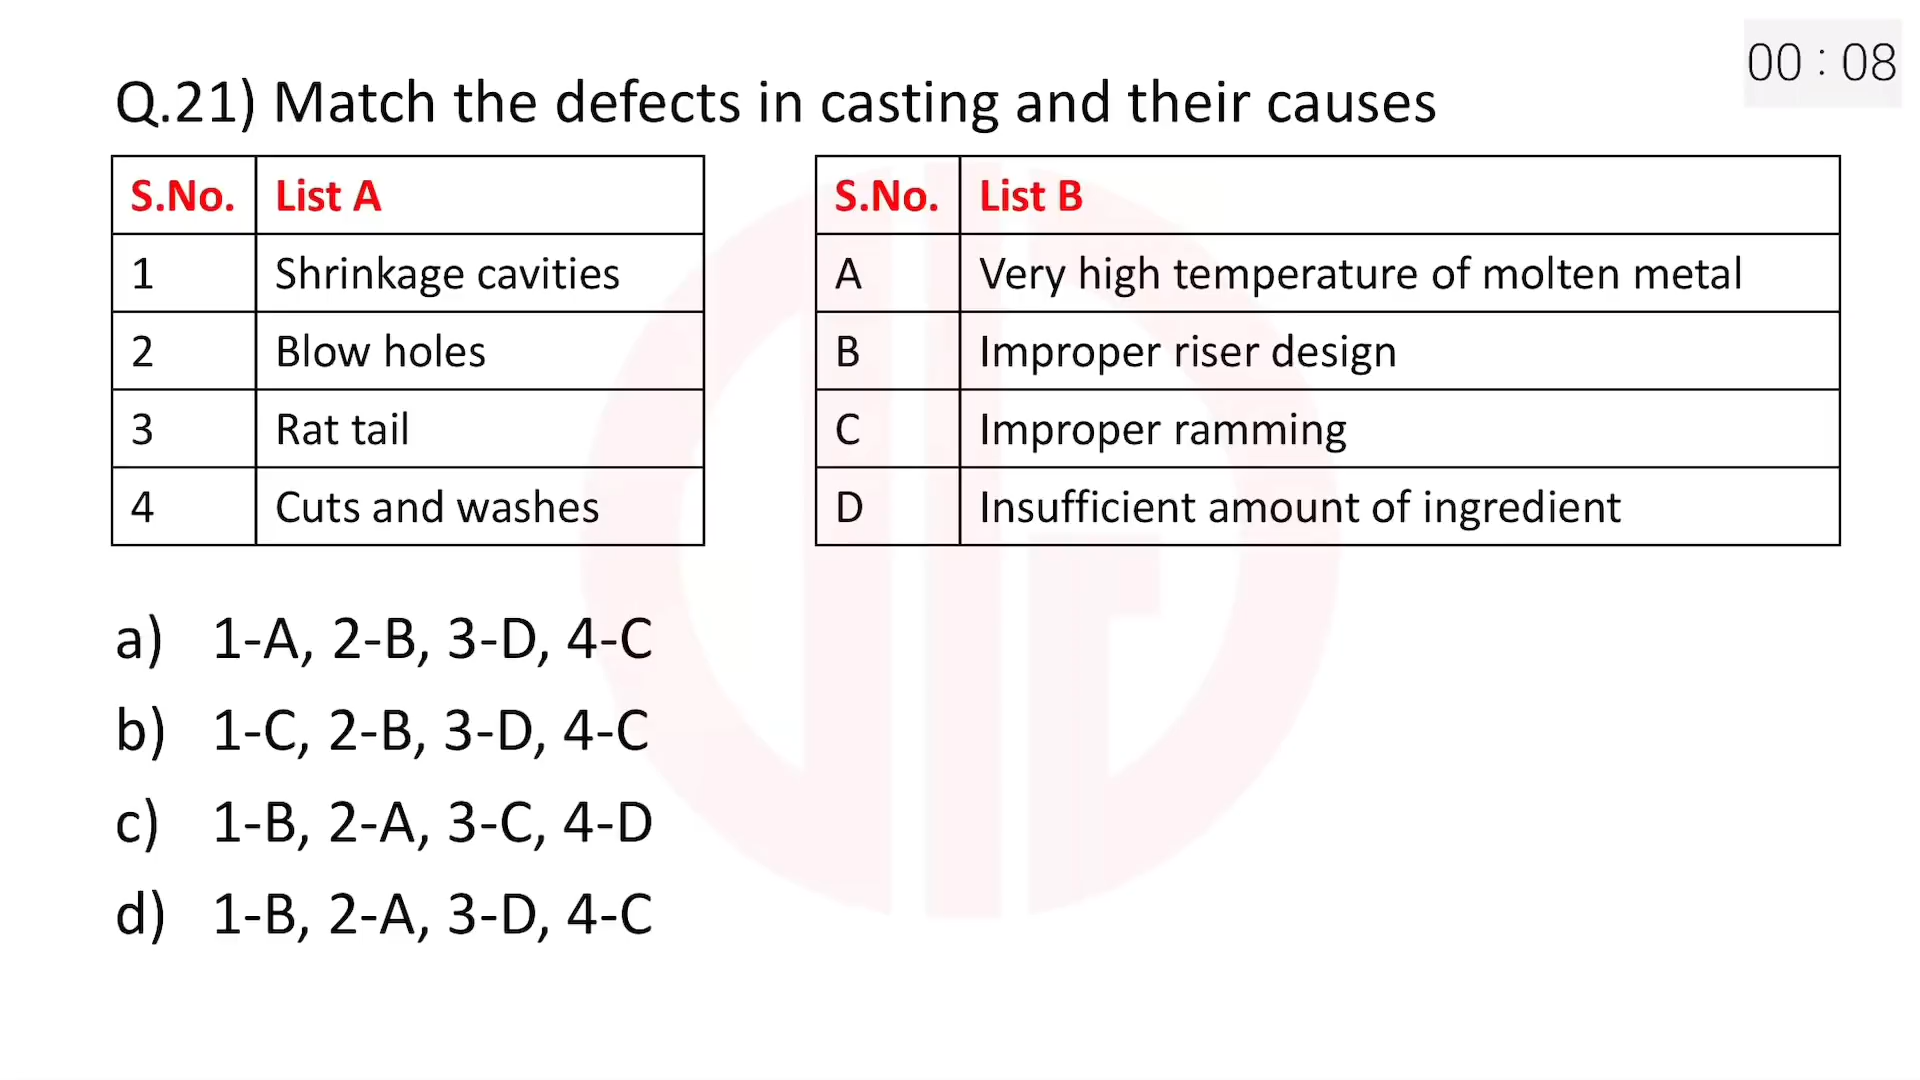 00 : 08
Q.21) Match the defects in casting and their causes
S.No. List A S.No. List B
1 Shrinkage cavities A Very high temperature of molten metal
2 Blow holes B Improper riser design
3 Rat tail C Improper ramming
4 Cuts and washes D Insufficient amount of ingredient
a) 1-A, 2-B, 3-D, 4-C
b) 1-C, 2-B, 3-D, 4-C
c) 1-B, 2-A, 3-C, 4-D
d) 1-B, 2-A, 3-D, 4-C